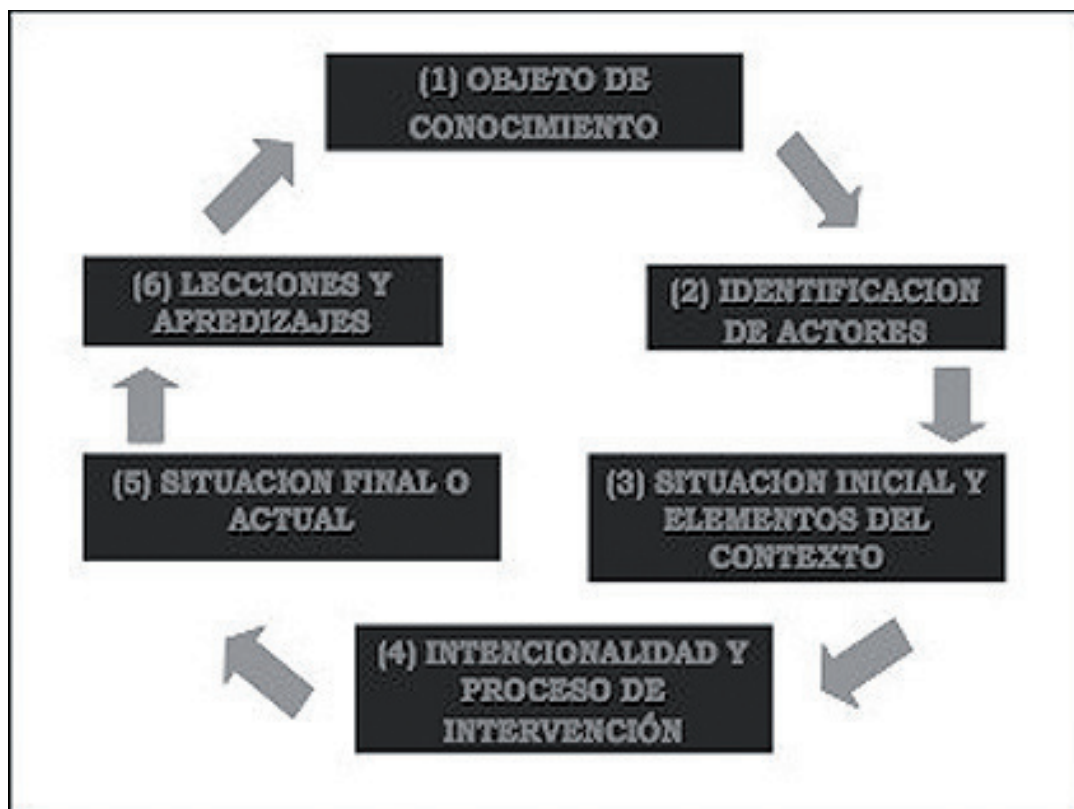 (1) OBJETO DE
CONOCIMIENTO
(2) IDENTIFICACION
DE ACTORES
(3) SITUACION INICIAL Y
ELEMENTOS DEL
CONTEXTO
(4) INTENCIONALIDAD Y
PROCESO DE
INTERVENCIÓN
(5) SITUACION FINAL O
ACTUAL
(6) LECCIONES Y
APREDIZAJES